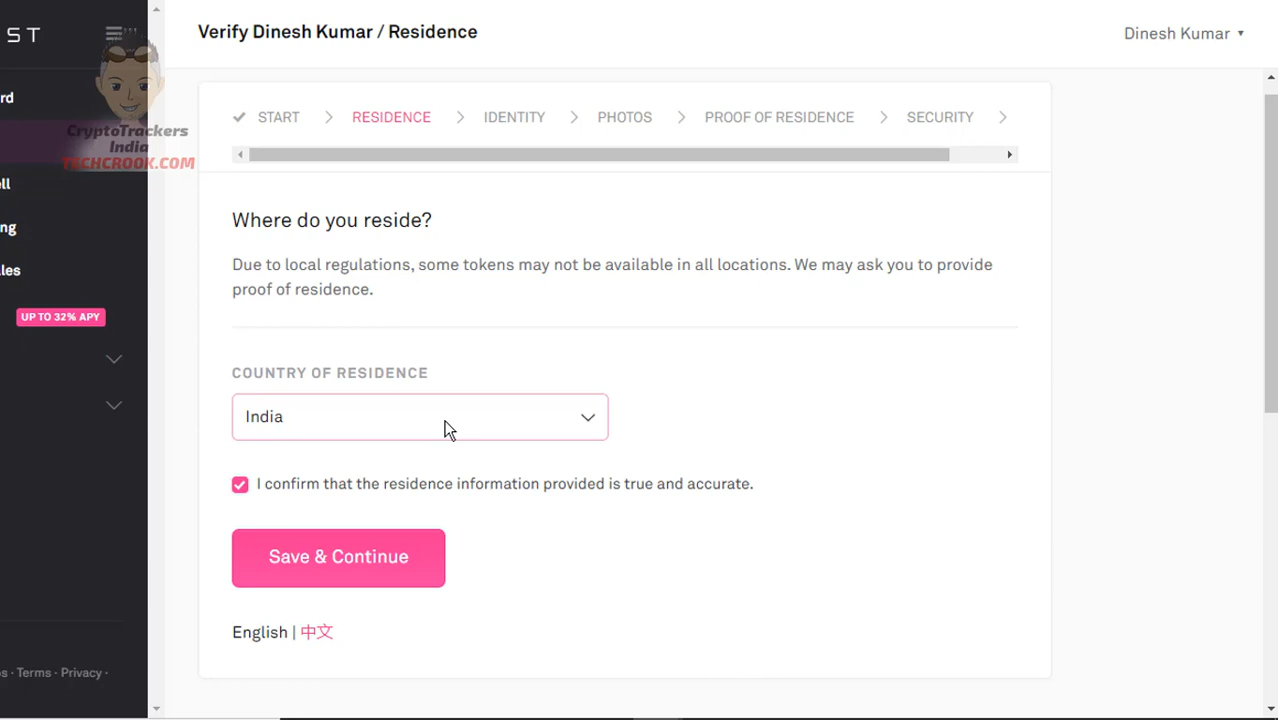 ST
Verify Dinesh Kumar / Residence
Dinesh Kumar
rd
START
RESIDENCE
IDENTITY
PHOTOS
PROOF OF RESIDENCE
SECURITY
CryptoTrackers
India
TECHCROOK.COM
ll
ng
les
UP TO 32% APY
Where do you reside?
Due to local regulations, some tokens may not be available in all locations. We may ask you to provide
proof of residence.
COUNTRY OF RESIDENCE
India
I confirm that the residence information provided is true and accurate.
Save & Continue
English | 中文
s · Terms · Privacy ·